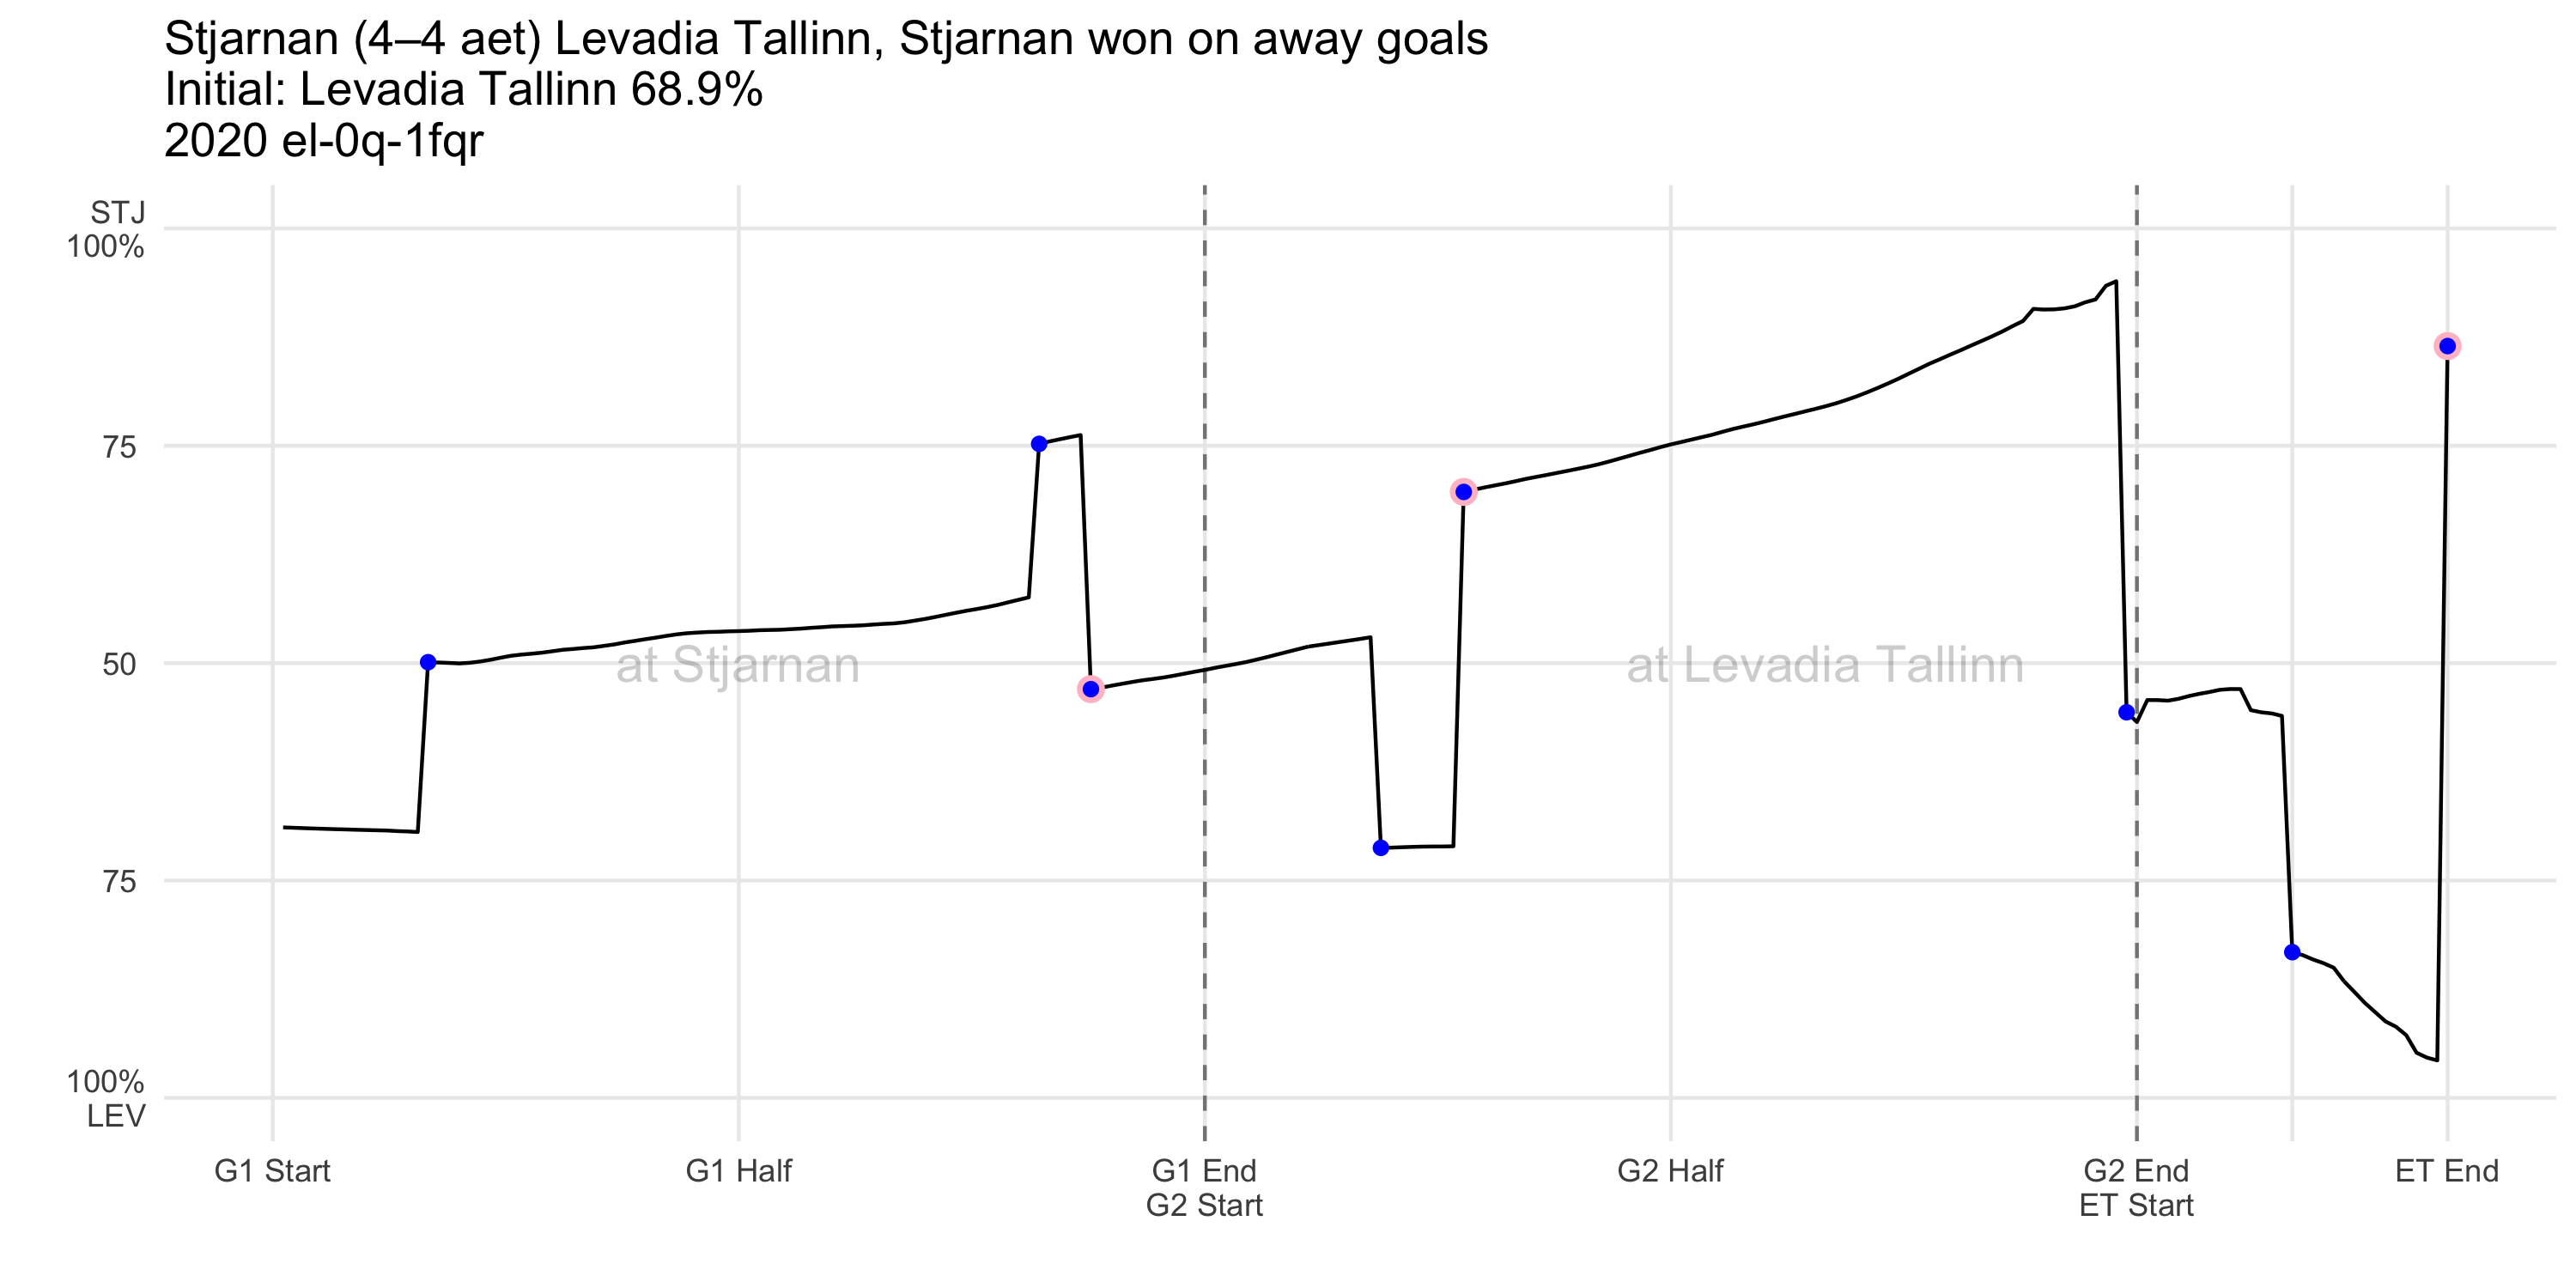 Stjarnan (4–4 aet) Levadia Tallinn, Stjarnan won on away goals
Initial: Levadia Tallinn 68.9%
2020 el-0q-1fqr
STJ
100%
75
50
75
100%
LEV
at Stjarnan
at Levadia Tallinn
G1 Start
G1 Half
G1 End
G2 Start
G2 Half
G2 End
ET Start
ET End